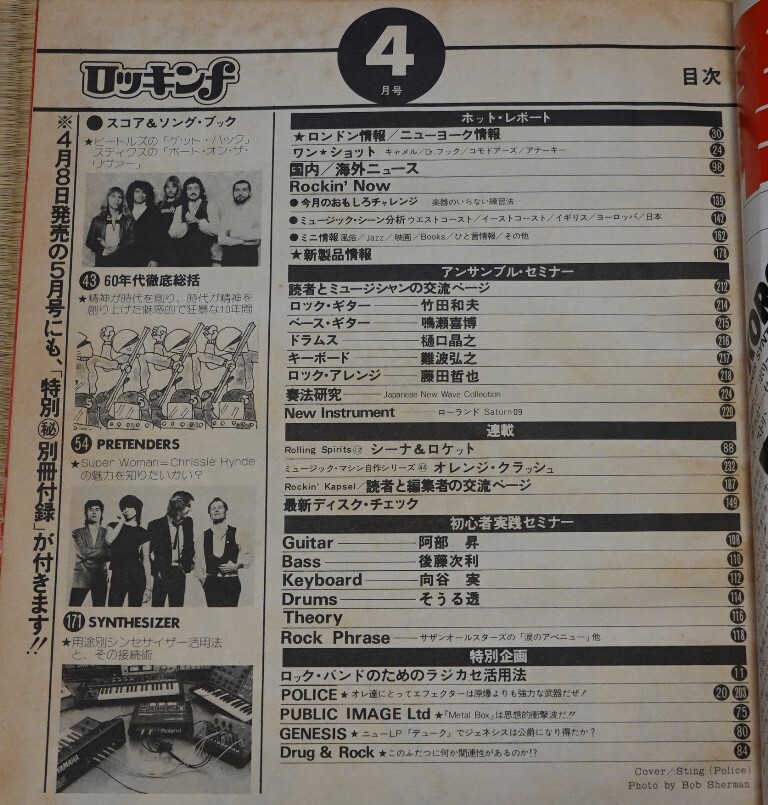 ロッキンf
4
月号
目次
※4月8日発売の5月号にも、「特別㊙別冊付録」が付きます!!
●スコア&ソング・ブック
★ビートルズの「ゲット・バック」
スティクスの「ボート・オン・ザ・
リヴァー」
43 60年代徹底総括
★精神が時代を創り、時代が精神を
創り上げた魅惑的で狂暴な10年間
54 PRETENDERS
★Super Woman=Chrissie Hynde
の魅力を知りたいかい?
171 SYNTHESIZER
★用途別シンセサイザー活用法
と、その接続術
Roland
YAMAHA
ホット・レポート
★ロンドン情報/ニューヨーク情報 30
ワン★ショット キャメル/Dr.フック/コモドアーズ/アナーキー 24
国内/海外ニュース 98
Rockin' Now
●今月のおもしろチャレンジ 楽器のいらない練習法 139
●ミュージック・シーン分析 ウエストコースト/イーストコースト/イギリス/ヨーロッパ/日本 142
●ミニ情報 風俗/Jazz/映画/Books/ひと言情報/その他 162
★新製品情報 178
アンサンブル・セミナー
読者とミュージシャンの交流ページ 212
ロック・ギター 竹田和夫 214
ベース・ギター 鳴瀬喜博 215
ドラムス 樋口晶之 216
キーボード 難波弘之 217
ロック・アレンジ 藤田哲也 218
奏法研究 Japanese New Wave Collection 224
New Instrument ローランド Saturn09 220
連載
Rolling Spirits⑫ シーナ&ロケット 88
ミュージック・マシン自作シリーズ㊹ オレンジ・クラッシュ 232
Rockin' Kapsel/読者と編集者の交流ページ 187
最新ディスク・チェック 149
初心者実践セミナー
Guitar 阿部 昇 108
Bass 後藤次利 110
Keyboard 向谷 実 112
Drums そうる透 114
Theory 116
Rock Phrase サザンオールスターズの「涙のアベニュー」他 118
特別企画
ロック・バンドのためのラジカセ活用法 11
POLICE ★オレ達にとってエフェクターは原爆よりも強力な武器だぜ! 20 203
PUBLIC IMAGE Ltd ★「Metal Box」は思想的衝撃波だ!! 75
GENESIS ★ニューLP「デューク」でジェネシスは公爵になり得たか? 80
Drug & Rock ★このふたつに何か関連性があるのか!? 84
Cover/Sting (Police)
Photo by Bob Sherman